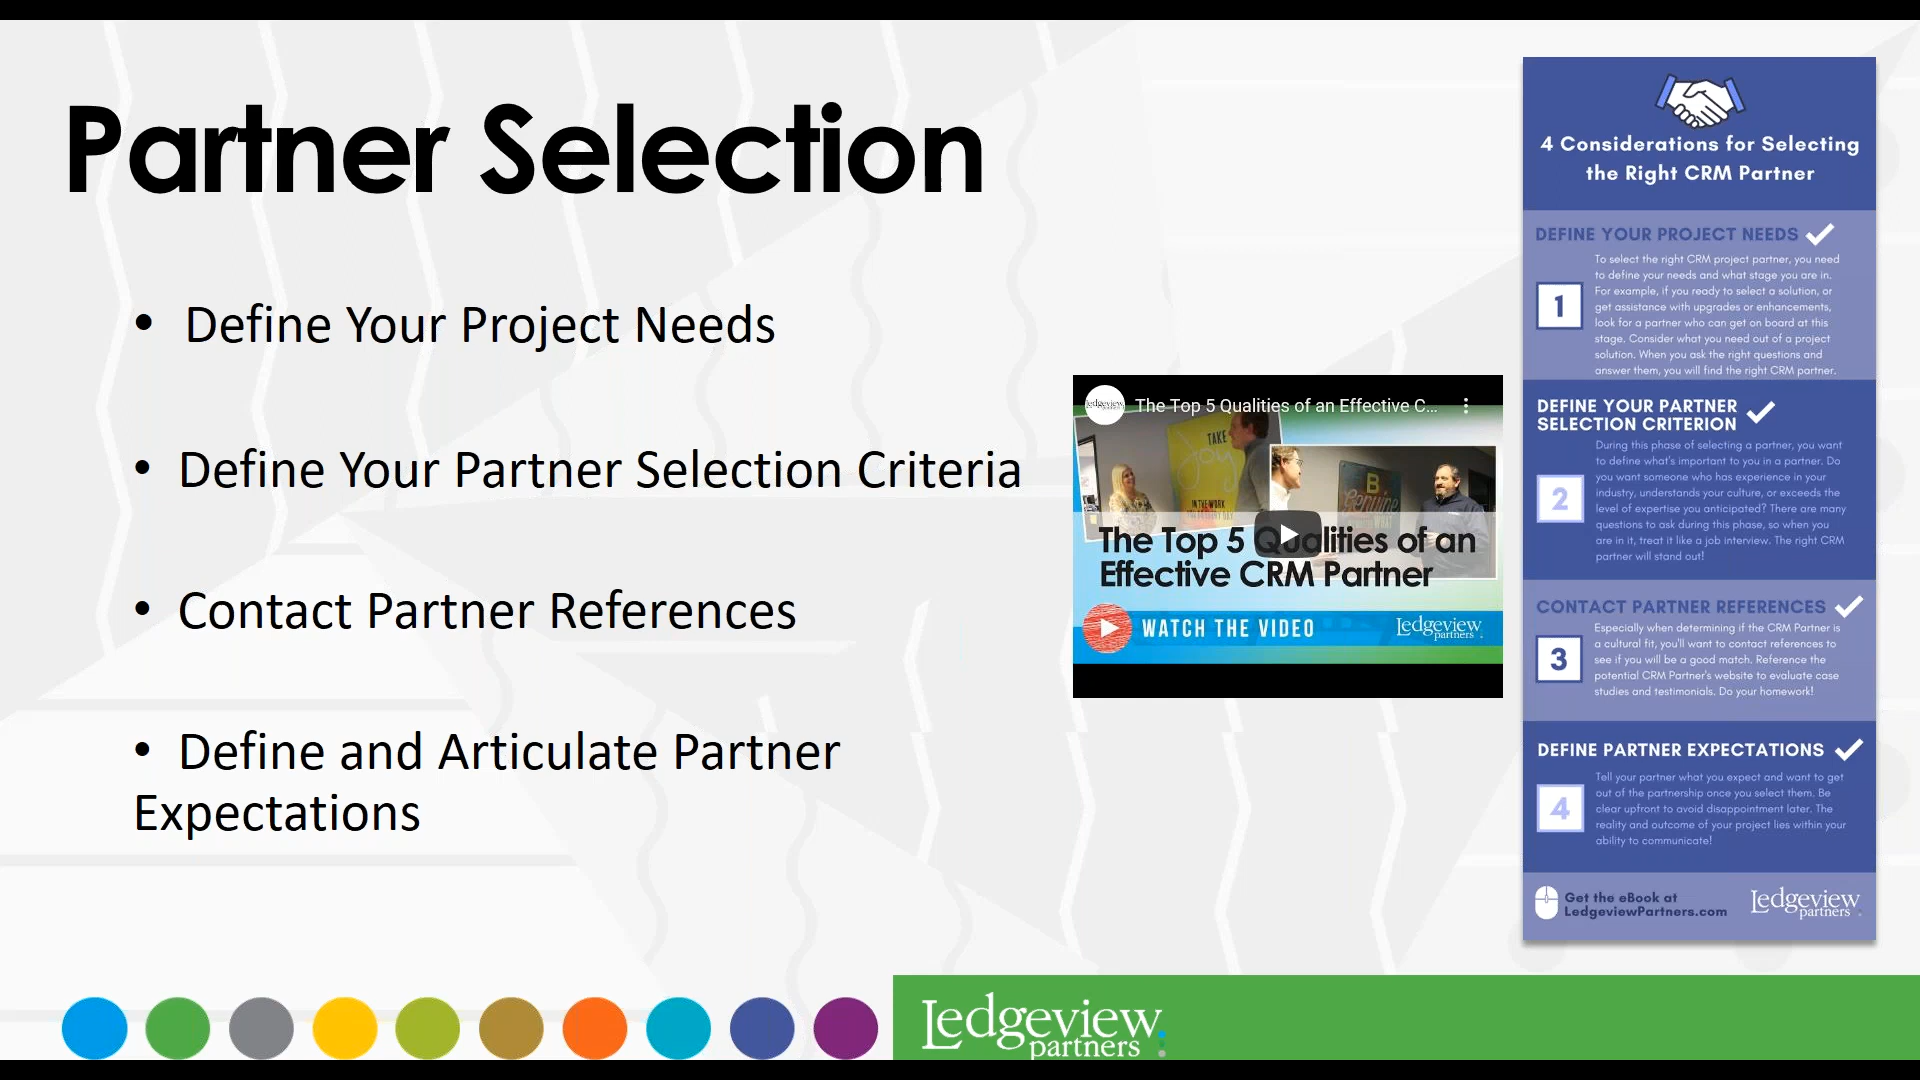 Partner Selection
• Define Your Project Needs
• Define Your Partner Selection Criteria
• Contact Partner References
• Define and Articulate Partner
Expectations
Ledgeview
partners
The Top 5 Qualities of an Effective C...
TAKE
Joy
IN THE WORK
B
Genuine
The Top 5 Qualities of an
Effective CRM Partner
WATCH THE VIDEO
Ledgeview
partners
4 Considerations for Selecting
the Right CRM Partner
DEFINE YOUR PROJECT NEEDS
1
To select the right CRM project partner, you need
to define your needs and what stage you are in.
For example, if you ready to select a solution, or
get assistance with upgrades or enhancements,
look for a partner who can get on board at this
stage. Consider what you need out of a project
solution. When you ask the right questions and
answer them, you will find the right CRM partner.
DEFINE YOUR PARTNER
SELECTION CRITERION
2
During this phase of selecting a partner, you want
to define what's important to you in a partner. Do
you want someone who has experience in your
industry, understands your culture, or exceeds the
level of expertise you anticipated? There are many
questions to ask during this phase, so when you
are in it, treat it like a job interview. The right CRM
partner will stand out!
CONTACT PARTNER REFERENCES
3
Especially when determining if the CRM Partner is
a cultural fit, you'll want to contact references to
see if you will be a good match. Reference the
potential CRM Partner's website to evaluate case
studies and testimonials. Do your homework!
DEFINE PARTNER EXPECTATIONS
4
Tell your partner what you expect and want to get
out of the partnership once you select them. Be
clear upfront to avoid disappointment later. The
reality and outcome of your project lies within your
ability to communicate!
Get the eBook at
LedgeviewPartners.com
Ledgeview
partners
Ledgeview
partners